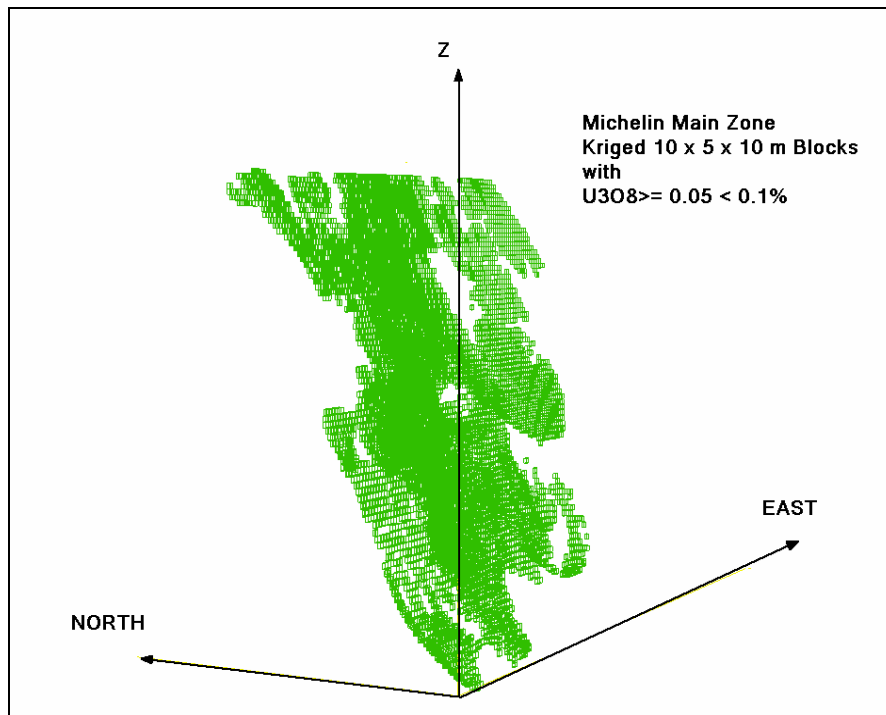 Z
Michelin Main Zone
Kriged 10 x 5 x 10 m Blocks
with
U3O8>= 0.05 < 0.1%
EAST
NORTH